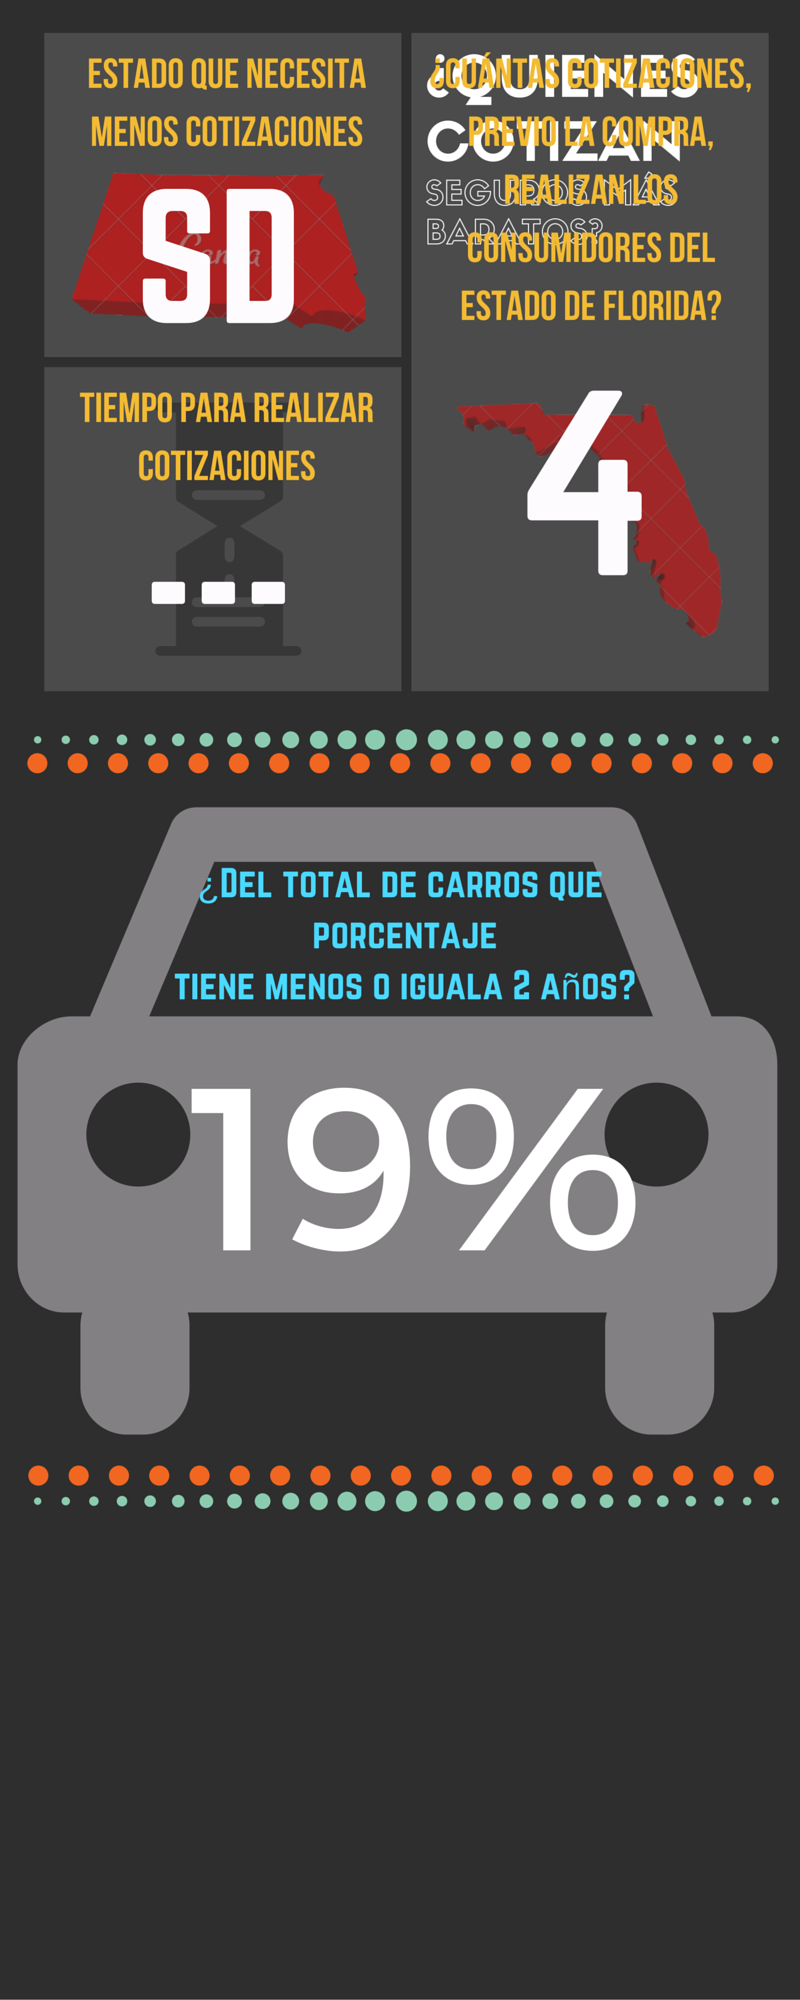 ESTADO QUE NECESITA
MENOS COTIZACIONES
SD
Canva
TIEMPO PARA REALIZAR
COTIZACIONES
---
¿QUIENES
COTIZAN
SEGUROS MÁS
BARATOS?
¿CUÁNTAS COTIZACIONES,
PREVIO LA COMPRA,
REALIZAN LOS
CONSUMIDORES DEL
ESTADO DE FLORIDA?
4
¿DEL TOTAL DE CARROS QUE
PORCENTAJE
TIENE MENOS O IGUALA 2 AñOS?
19%